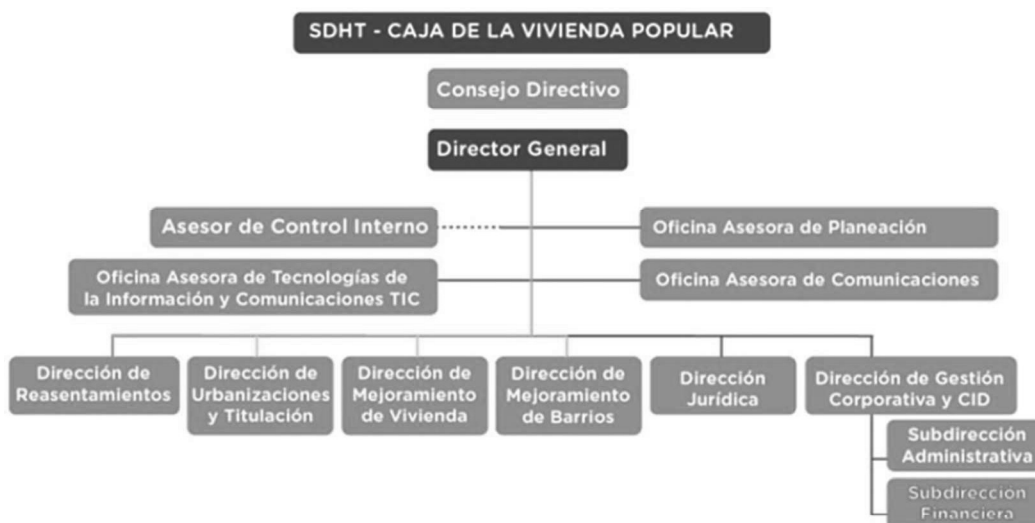 SDHT - CAJA DE LA VIVIENDA POPULAR
Consejo Directivo
Director General
Asesor de Control Interno
Oficina Asesora de Planeación
Oficina Asesora de Tecnologías de
la Información y Comunicaciones TIC
Oficina Asesora de Comunicaciones
Dirección de
Reasentamientos
Dirección de
Urbanizaciones
y Titulación
Dirección de
Mejoramiento
de Vivienda
Dirección de
Mejoramiento
de Barrios
Dirección
Jurídica
Dirección de Gestión
Corporativa y CID
Subdirección
Administrativa
Subdirección
Financiera